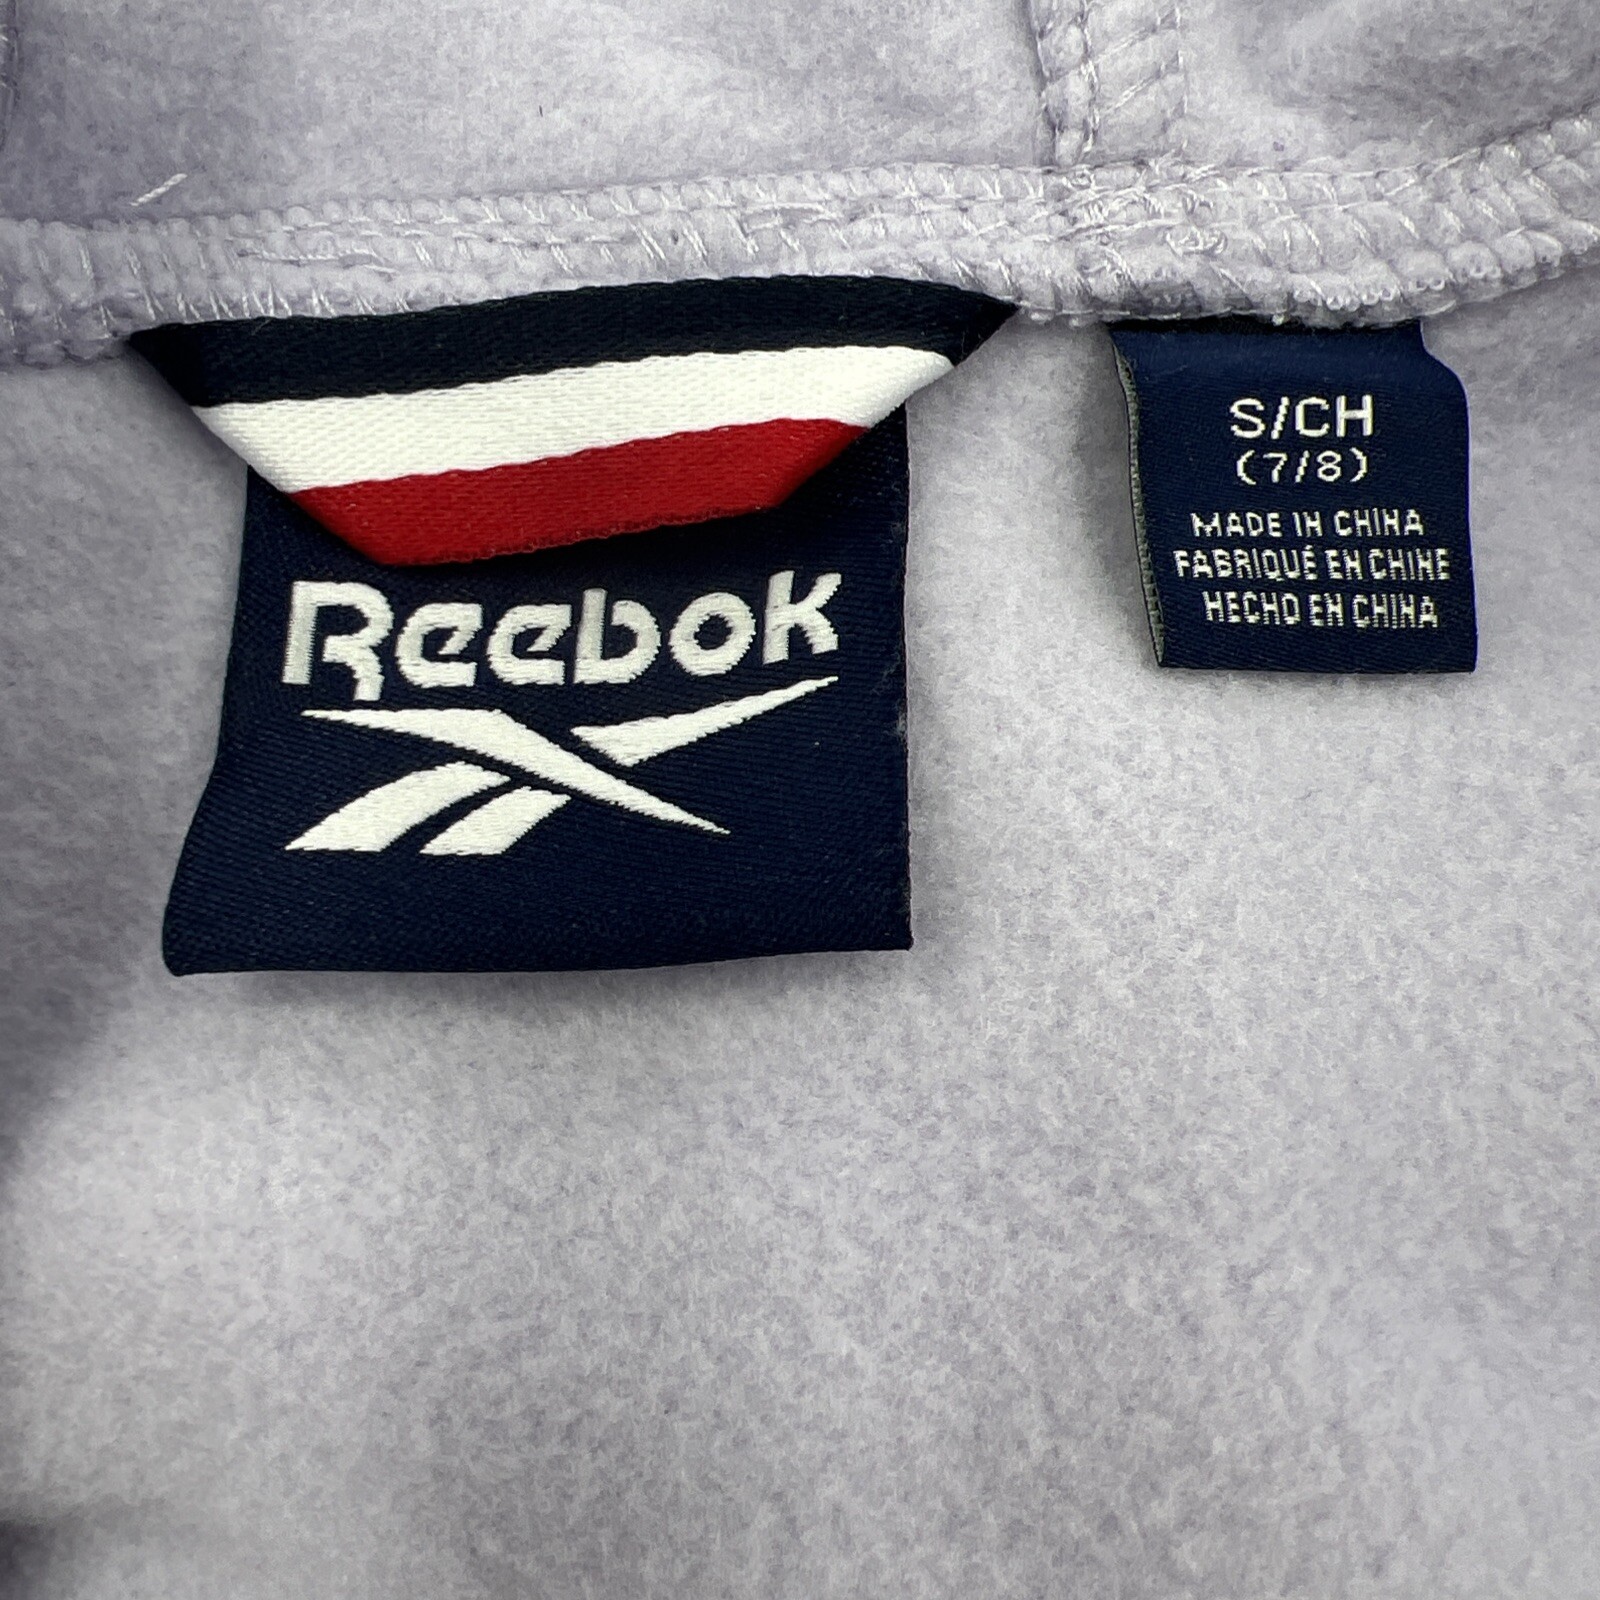 Reebok
S/CH
(7/8)
MADE IN CHINA
FABRIQUÉ EN CHINE
HECHO EN CHINA